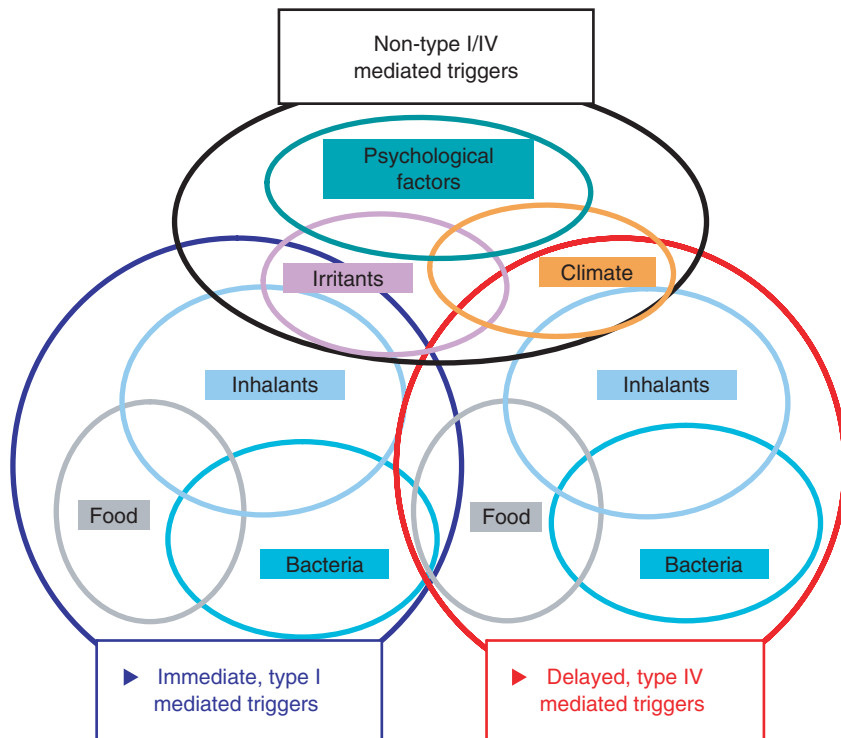 Non-type I/IV
mediated triggers
Psychological
factors
Irritants
Climate
Inhalants
Inhalants
Food
Food
Bacteria
Bacteria
► Immediate, type I
mediated triggers
► Delayed, type IV
mediated triggers